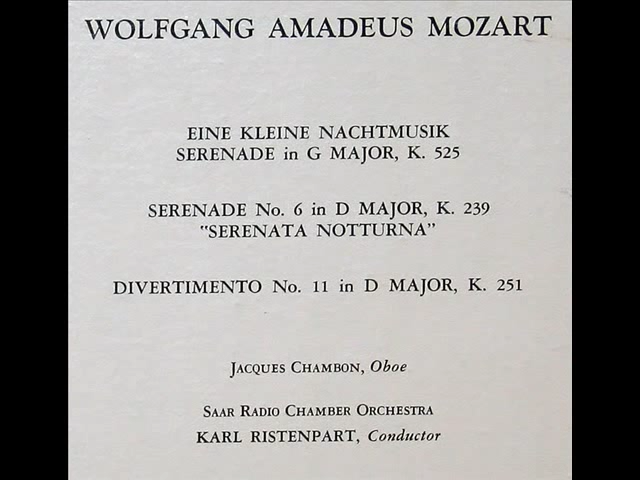 WOLFGANG AMADEUS MOZART
EINE KLEINE NACHTMUSIK
SERENADE in G MAJOR, K. 525
SERENADE No. 6 in D MAJOR, K. 239
"SERENATA NOTTURNA"
DIVERTIMENTO No. 11 in D MAJOR, K. 251
JACQUES CHAMBON, Oboe
SAAR RADIO CHAMBER ORCHESTRA
KARL RISTENPART, Conductor